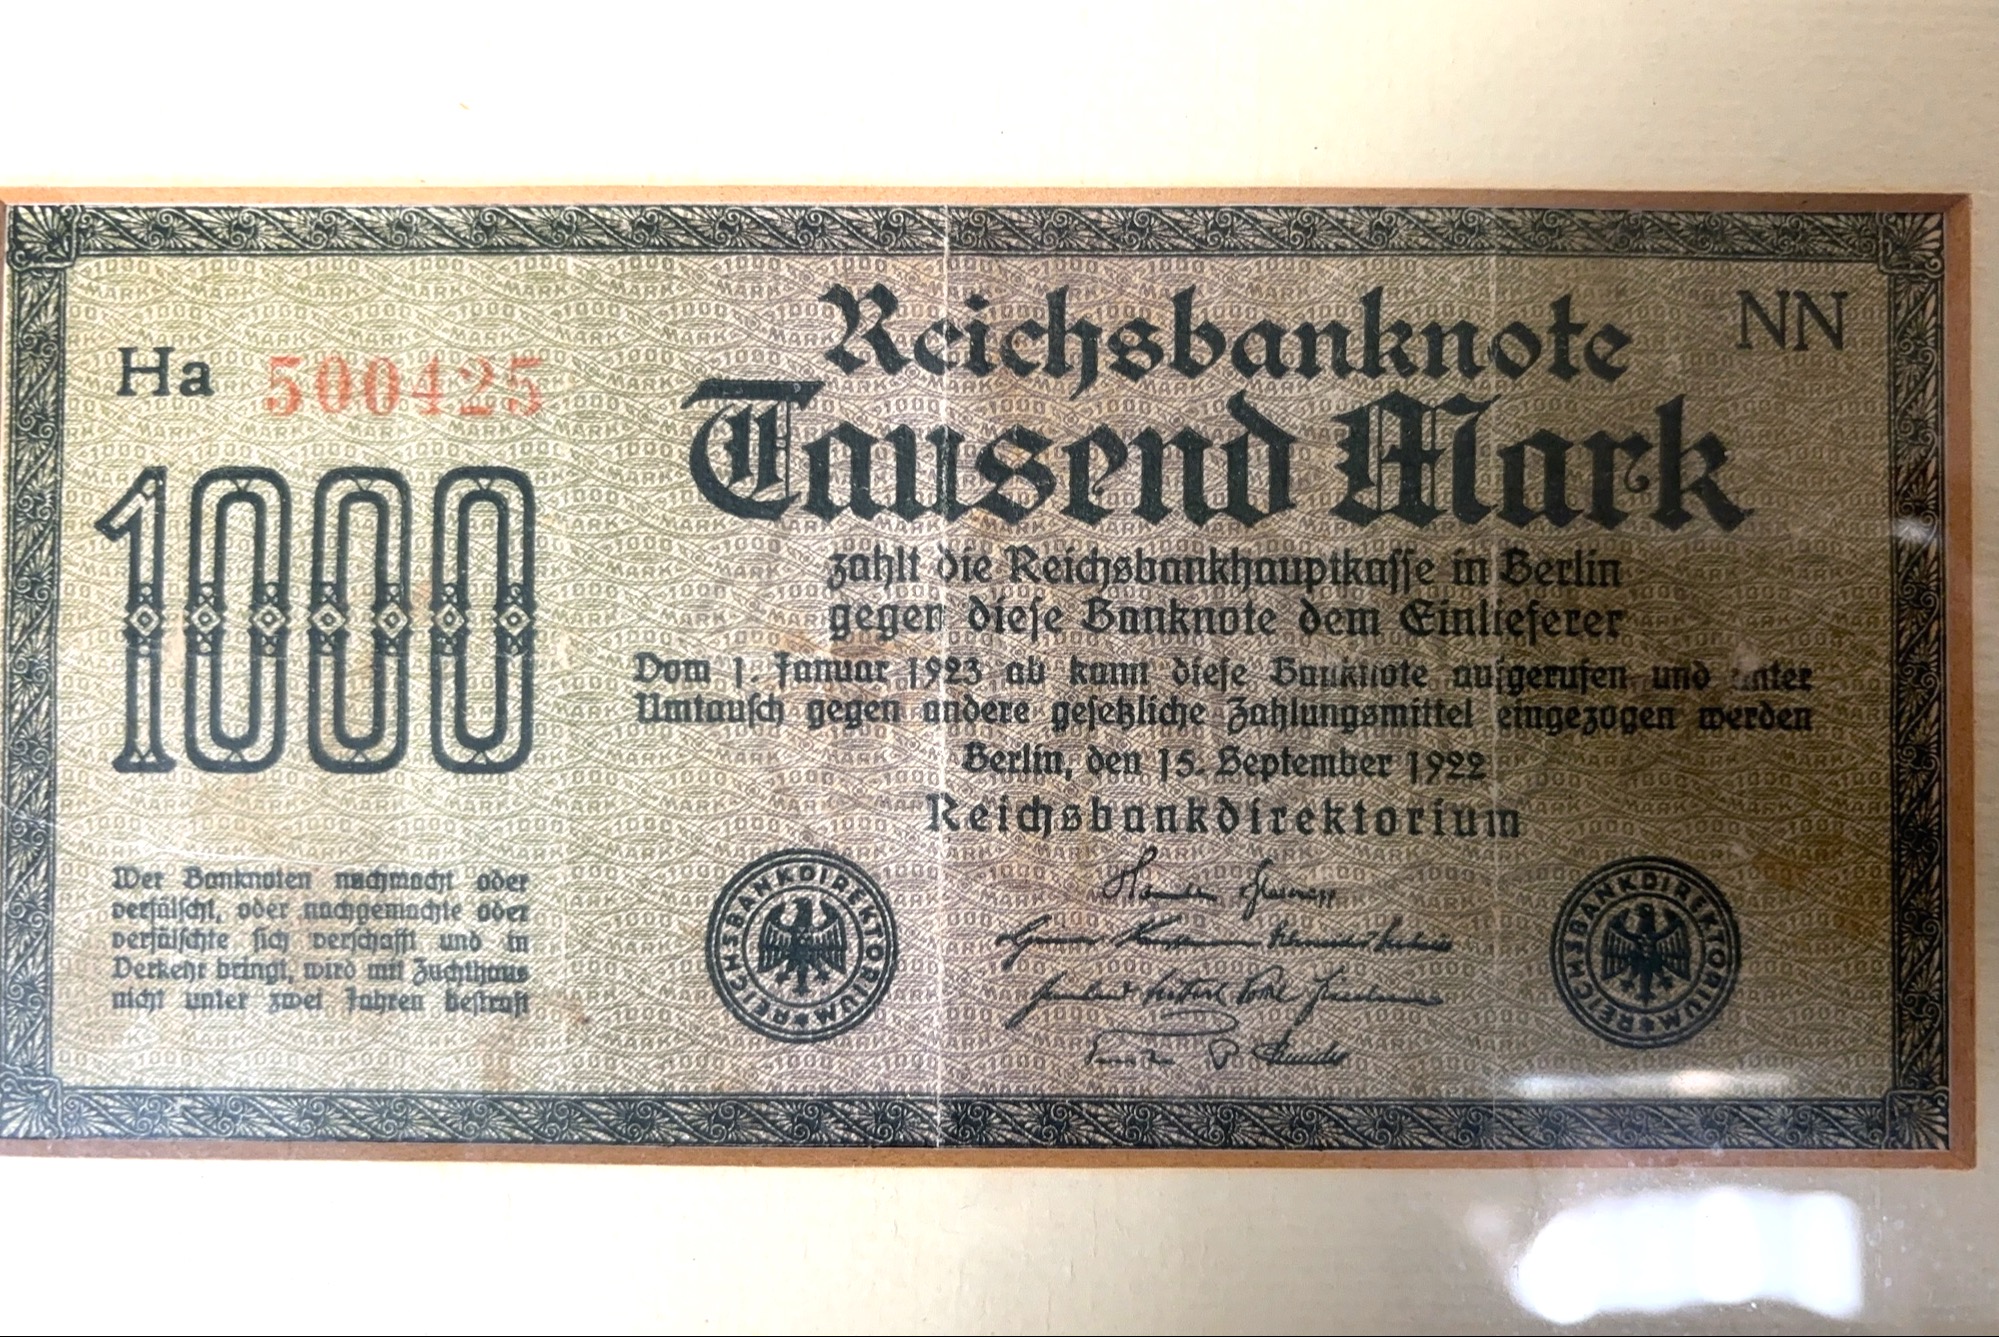 Reichsbanknote
NN
Ha 500425
Tausend Mark
1000
zahlt die Reichsbankhauptkasse in Berlin
gegen diese Banknote dem Einlieferer
Vom 1. Januar 1923 ab kann diese Banknote aufgerufen und unter
Umtausch gegen andere gesetzliche Zahlungsmittel eingezogen werden
Berlin, den 15. September 1922
Reichsbankdirektorium
Wer Banknoten nachmacht oder
verfälscht, oder nachgemachte oder
verfälschte sich verschafft und in
Verkehr bringt, wird mit Zuchthaus
nicht unter zwei Jahren bestraft
REICHSBANKDIREKTORIUM
REICHSBANKDIREKTORIUM